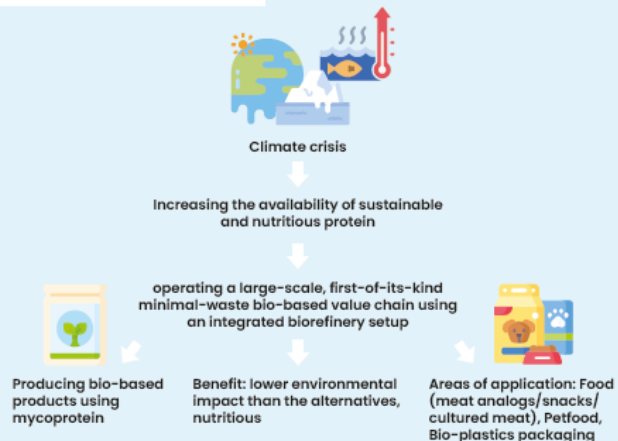 Climate crisis
Increasing the availability of sustainable
and nutritious protein
operating a large-scale, first-of-its-kind
minimal-waste bio-based value chain using
an integrated biorefinery setup
Producing bio-based
products using
mycoprotein
Benefit: lower environmental
impact than the alternatives,
nutritious
Areas of application: Food
(meat analogs/snacks/
cultured meat), Petfood,
Bio-plastics packaging